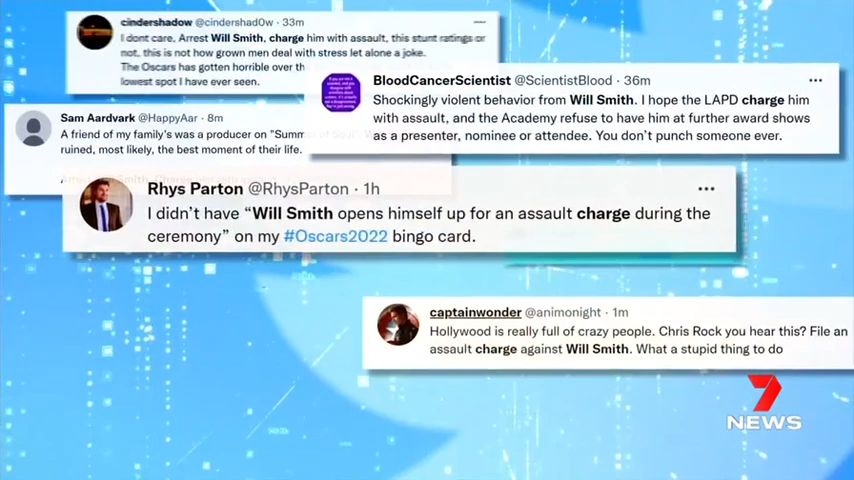 cindershadow @cindershad0w · 33m
I dont care, Arrest Will Smith, charge him with assault, this stunt ratings or
not, this is not how grown men deal with stress let alone a joke.
The Oscars has gotten horrible over th
lowest spot I have ever seen.
BloodCancerScientist @ScientistBlood · 36m
Shockingly violent behavior from Will Smith. I hope the LAPD charge him
with assault, and the Academy refuse to have him at further award shows
as a presenter, nominee or attendee. You don't punch someone ever.
Sam Aardvark @HappyAar · 8m
A friend of my family's was a producer on "Summer of Soul".
ruined, most likely, the best moment of their life.
Rhys Parton @RhysParton · 1h
I didn't have “Will Smith opens himself up for an assault charge during the
ceremony” on my #Oscars2022 bingo card.
captainwonder @animonight · 1m
Hollywood is really full of crazy people. Chris Rock you hear this? File an
assault charge against Will Smith. What a stupid thing to do
7
NEWS